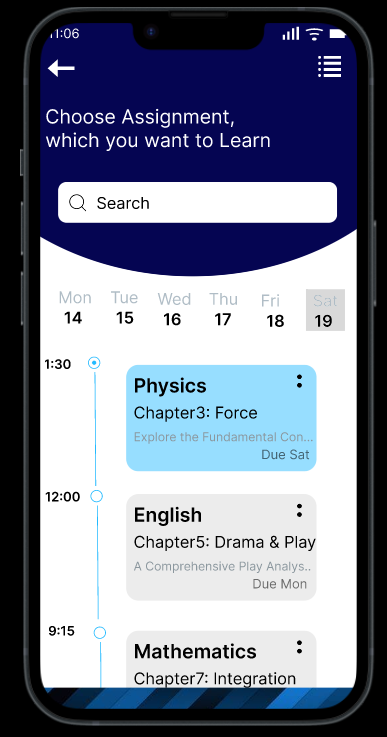 11:06
Choose Assignment,
which you want to Learn
Search
Mon Tue Wed Thu Fri Sat
14 15 16 17 18 19
1:30
Physics
Chapter3: Force
Explore the Fundamental Con...
Due Sat
12:00
English
Chapter5: Drama & Play
A Comprehensive Play Analys..
Due Mon
9:15
Mathematics
Chapter7: Integration